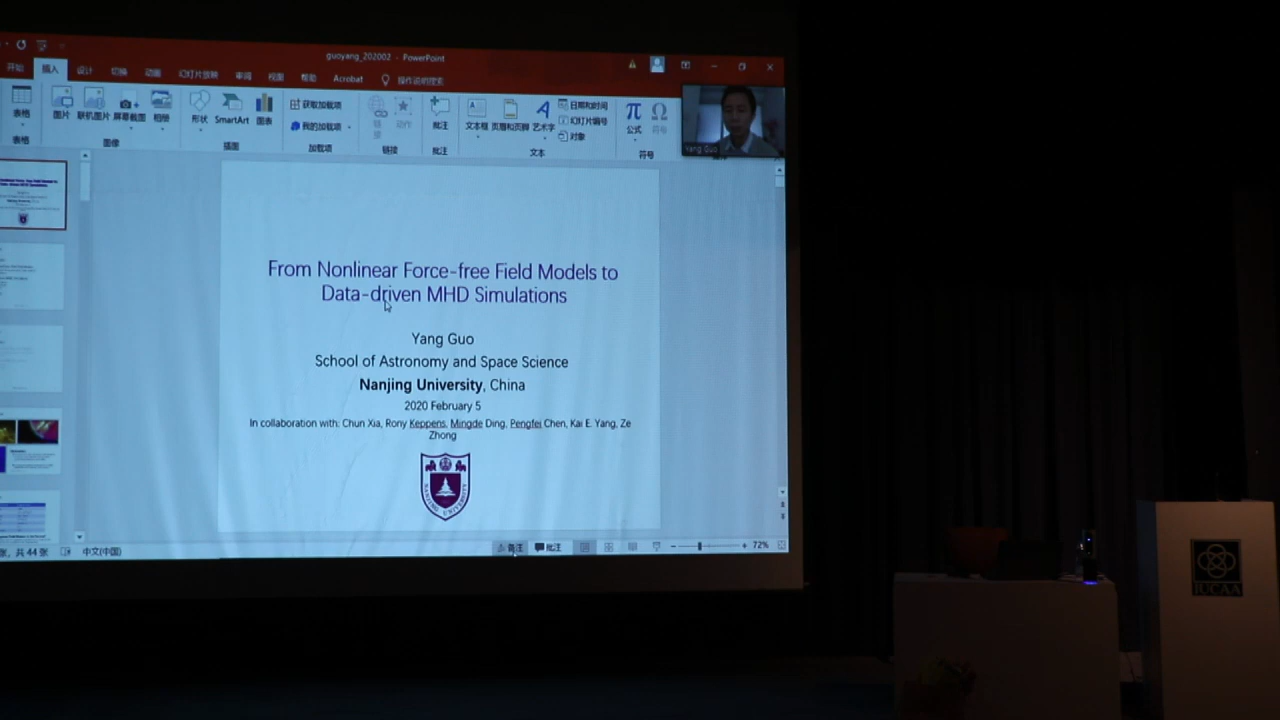 guoyang_202002 - PowerPoint
开始 插入 设计 切换 动画 幻灯片放映 审阅 视图 帮助 Acrobat 操作说明搜索
表格 图片 联机图片 屏幕截图 相册 形状 SmartArt 图表 获取加载项 我的加载项 链接 动作 批注 文本框 页眉和页脚 艺术字 日期和时间 幻灯片编号 对象 公式 符号
表格 图像 插图 加载项 链接 批注 文本 符号
Yang Guo
From Nonlinear Force-free Field Models to
Data-driven MHD Simulations
Yang Guo
School of Astronomy and Space Science
Nanjing University, China
2020 February 5
In collaboration with: Chun Xia, Rony Keppens, Mingde Ding, Pengfei Chen, Kai E. Yang, Ze
Zhong
NANJING UNIVERSITY
张，共 44 张 中文(中国) 备注 批注 72%
IUCAA